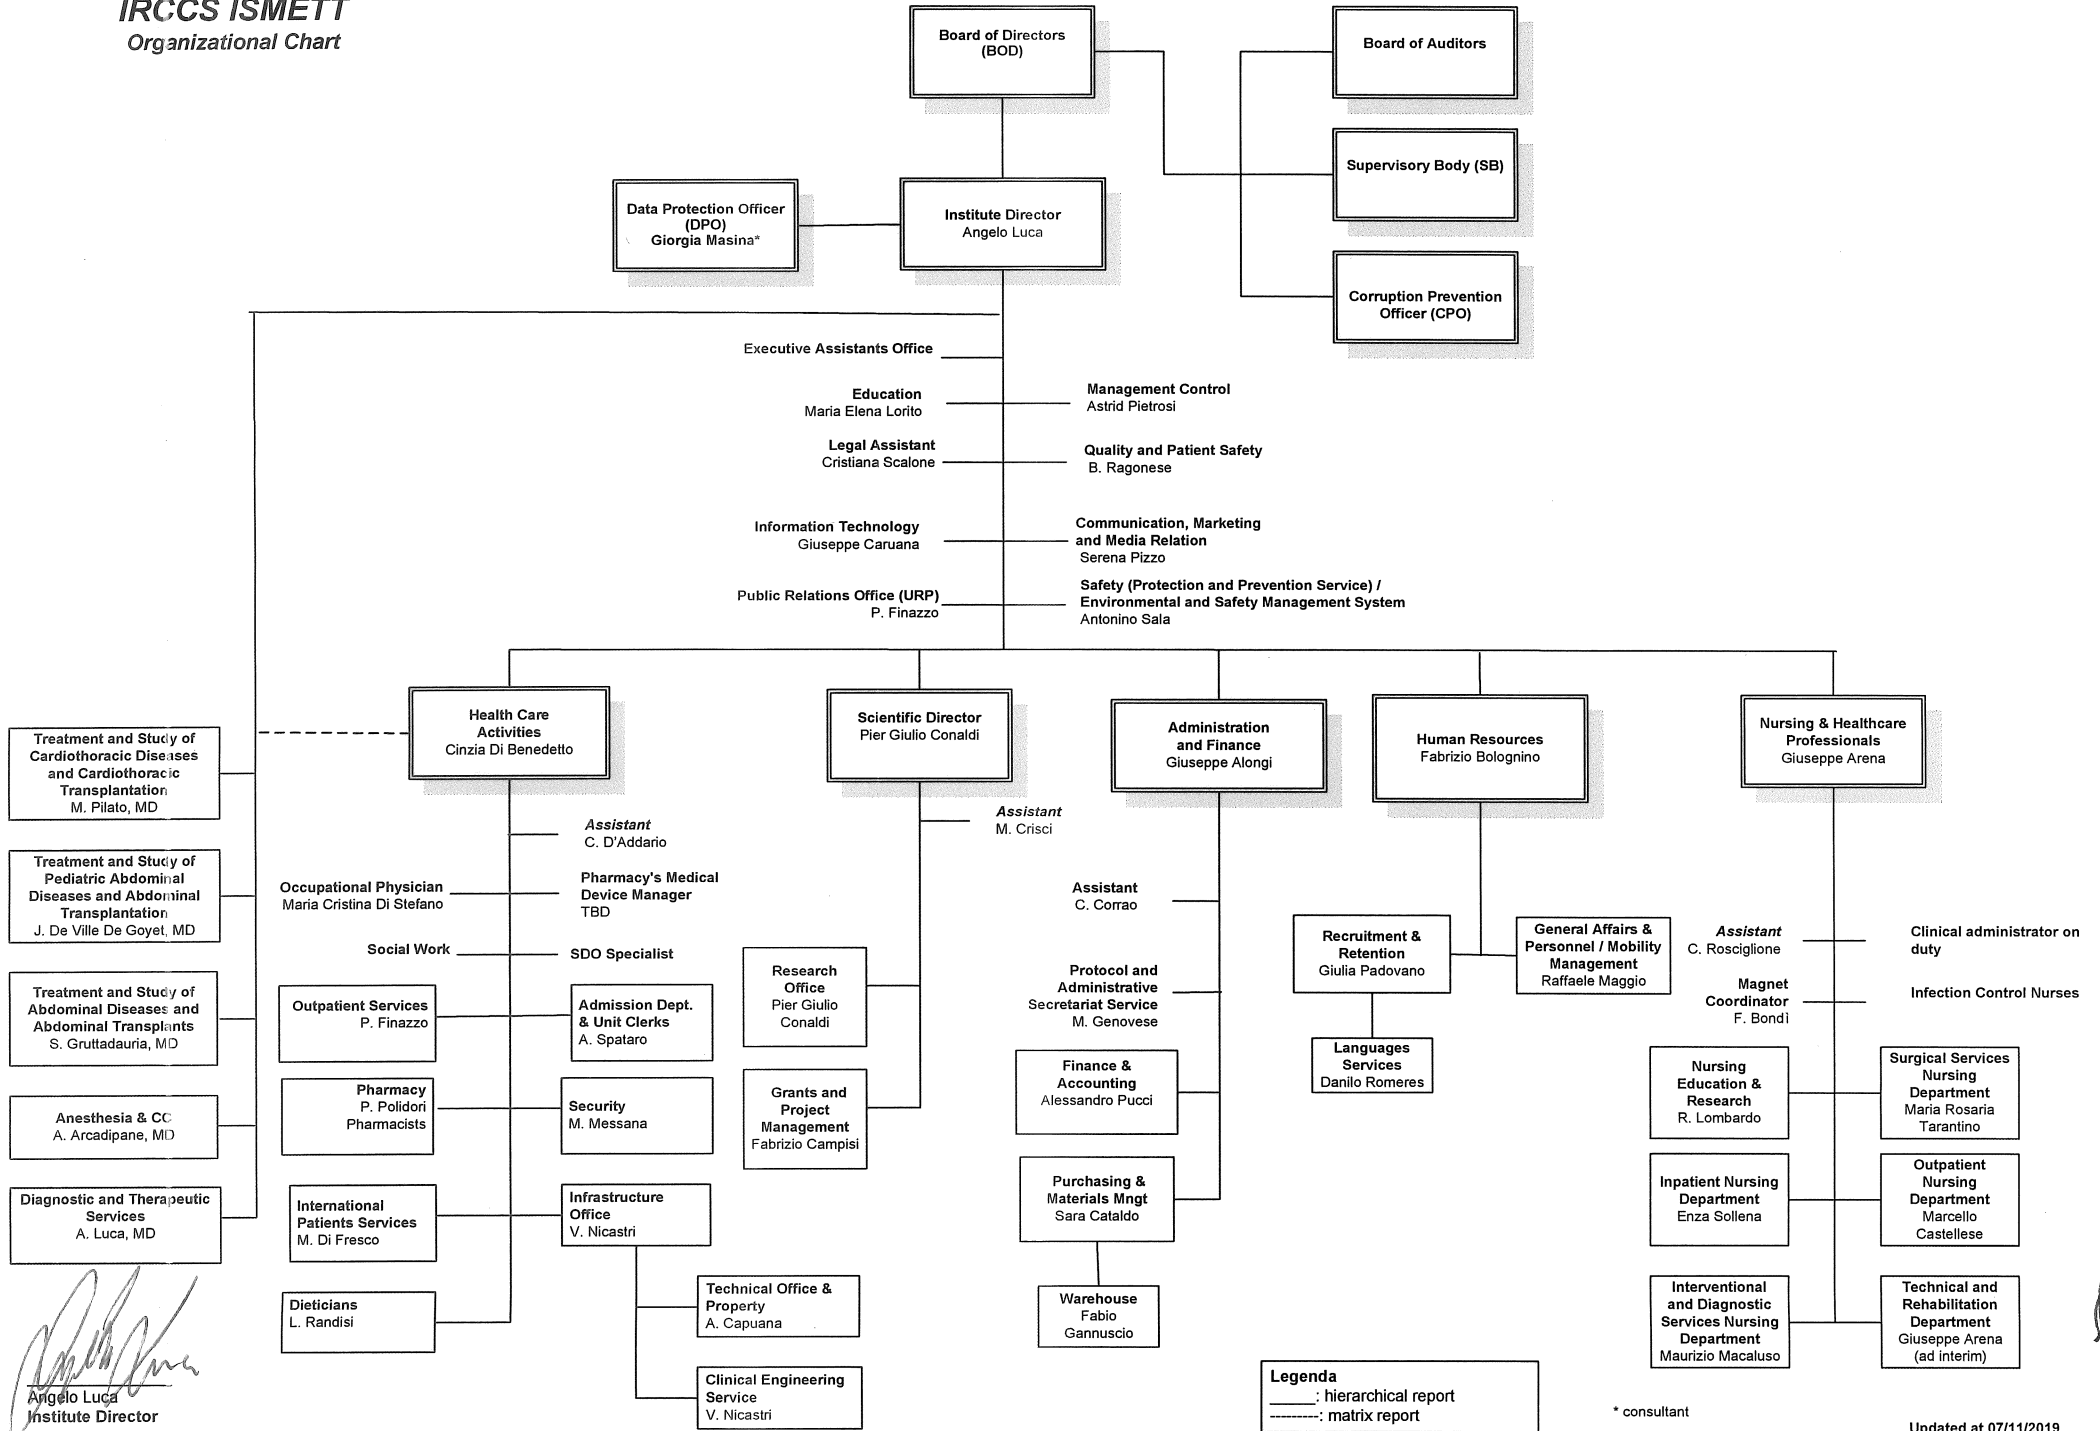 IRCCS ISMETT
Organizational Chart
Board of Directors
(BOD)
Board of Auditors
Supervisory Body (SB)
Data Protection Officer
(DPO)
Giorgia Masina*
Institute Director
Angelo Luca
Corruption Prevention
Officer (CPO)
Executive Assistants Office
Education
Maria Elena Lorito
Management Control
Astrid Pietrosi
Legal Assistant
Cristiana Scalone
Quality and Patient Safety
B. Ragonese
Information Technology
Giuseppe Caruana
Communication, Marketing
and Media Relation
Serena Pizzo
Public Relations Office (URP)
P. Finazzo
Safety (Protection and Prevention Service) /
Environmental and Safety Management System
Antonino Sala
Health Care
Activities
Cinzia Di Benedetto
Scientific Director
Pier Giulio Conaldi
Administration
and Finance
Giuseppe Alongi
Human Resources
Fabrizio Bolognino
Nursing & Healthcare
Professionals
Giuseppe Arena
Treatment and Study of
Cardiothoracic Diseases
and Cardiothoracic
Transplantation
M. Pilato, MD
Treatment and Study of
Pediatric Abdominal
Diseases and Abdominal
Transplantation
J. De Ville De Goyet, MD
Treatment and Study of
Abdominal Diseases and
Abdominal Transplants
S. Gruttadauria, MD
Anesthesia & CC
A. Arcadipane, MD
Diagnostic and Therapeutic
Services
A. Luca, MD
Assistant
C. D'Addario
Occupational Physician
Maria Cristina Di Stefano
Pharmacy's Medical
Device Manager
TBD
Social Work
SDO Specialist
Outpatient Services
P. Finazzo
Admission Dept.
& Unit Clerks
A. Spataro
Pharmacy
P. Polidori
Pharmacists
Security
M. Messana
International
Patients Services
M. Di Fresco
Infrastructure
Office
V. Nicastri
Dieticians
L. Randisi
Technical Office &
Property
A. Capuana
Clinical Engineering
Service
V. Nicastri
Assistant
M. Crisci
Research
Office
Pier Giulio
Conaldi
Grants and
Project
Management
Fabrizio Campisi
Assistant
C. Corrao
Protocol and
Administrative
Secretariat Service
M. Genovese
Finance &
Accounting
Alessandro Pucci
Purchasing &
Materials Mngt
Sara Cataldo
Warehouse
Fabio
Gannuscio
Recruitment &
Retention
Giulia Padovano
General Affairs &
Personnel / Mobility
Management
Raffaele Maggio
Languages
Services
Danilo Romeres
Assistant
C. Rosciglione
Clinical administrator on
duty
Magnet
Coordinator
F. Bondì
Infection Control Nurses
Nursing
Education &
Research
R. Lombardo
Surgical Services
Nursing
Department
Maria Rosaria
Tarantino
Inpatient Nursing
Department
Enza Sollena
Outpatient
Nursing
Department
Marcello
Castellese
Interventional
and Diagnostic
Services Nursing
Department
Maurizio Macaluso
Technical and
Rehabilitation
Department
Giuseppe Arena
(ad interim)
Angelo Luca
Institute Director
Legenda
_____: hierarchical report
---------: matrix report
* consultant
Updated at 07/11/2019